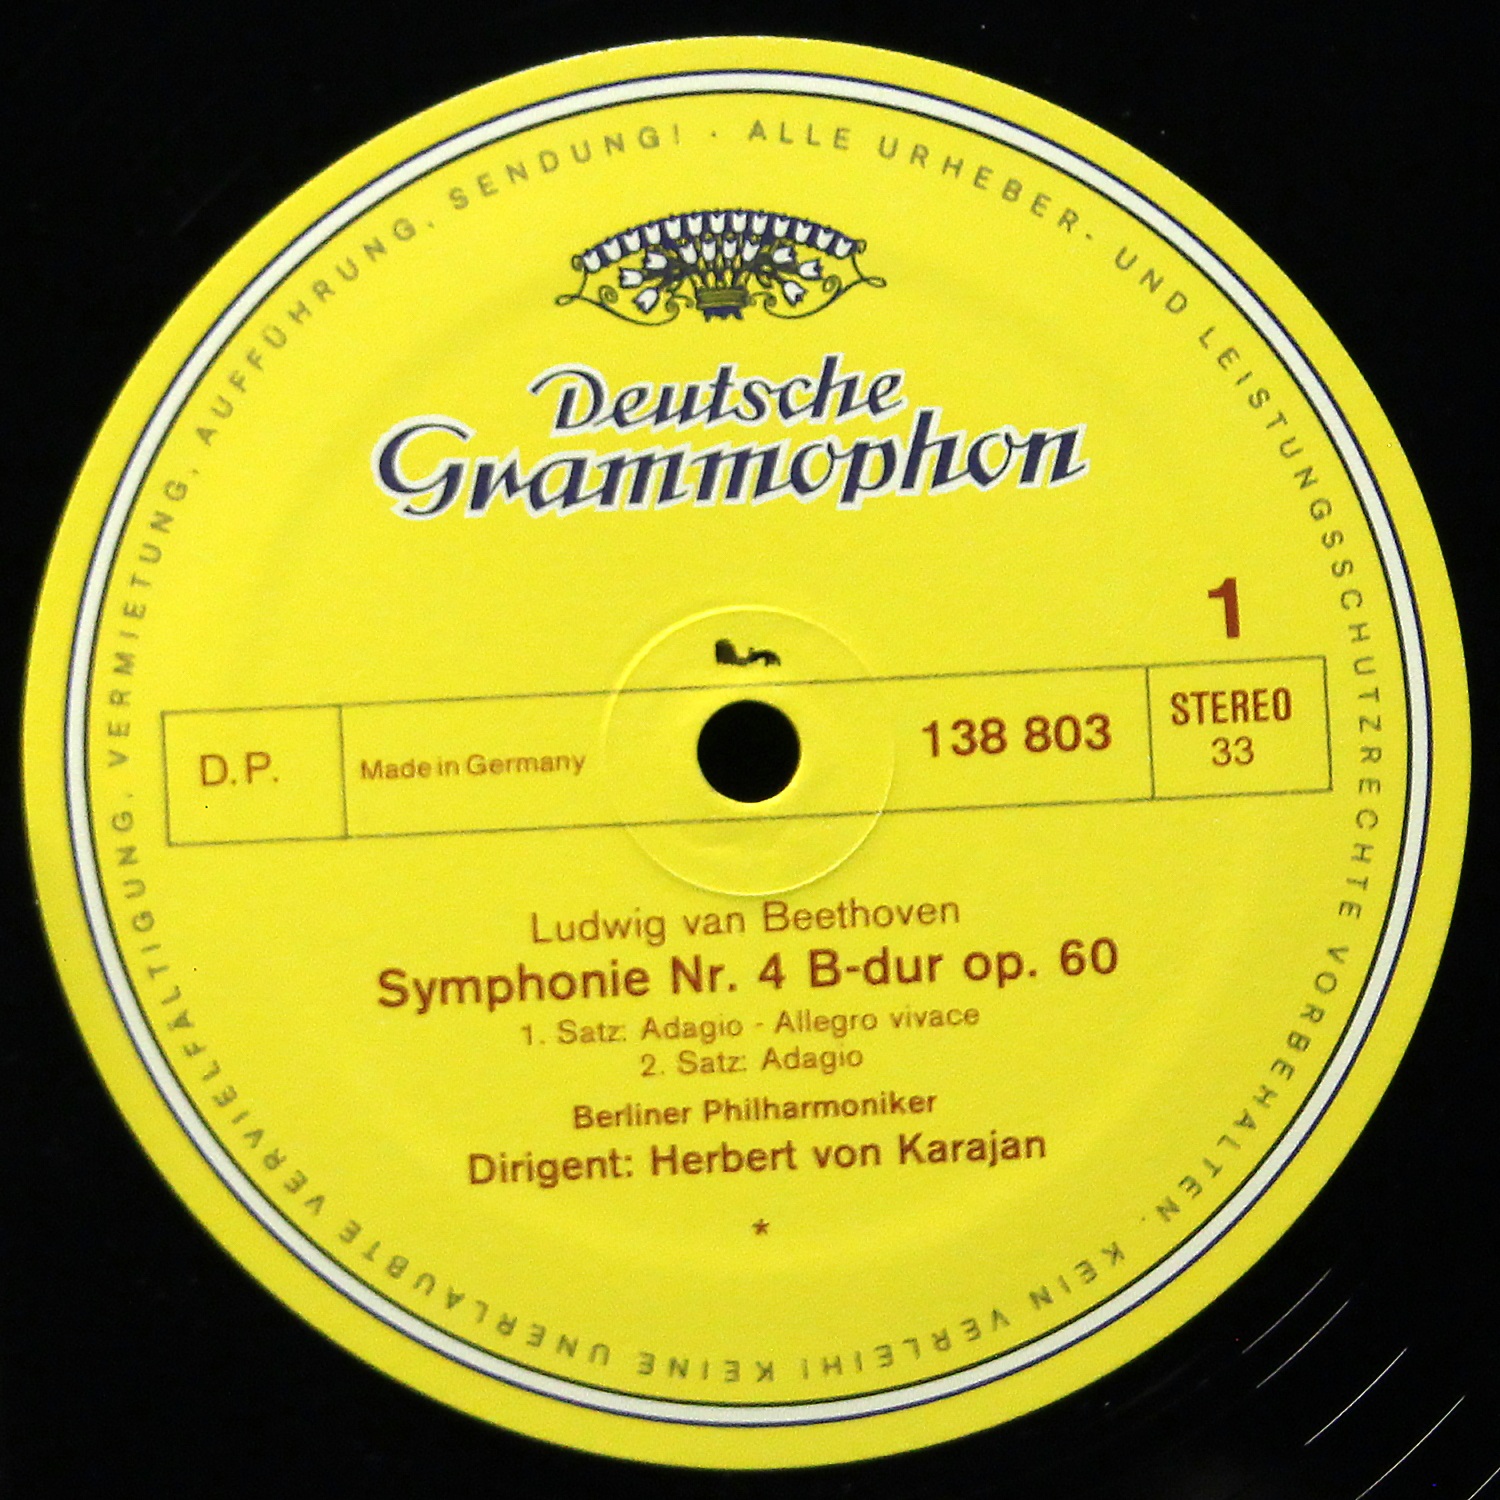 ALLE URHEBER- UND LEISTUNGSSCHUTZRECHTE VORBEHALTEN. KEIN VERLEIH! KEINE UNERLAUBTE VERVIELFÄLTIGUNG, VERMIETUNG, AUFFÜHRUNG, SENDUNG! ·
Deutsche
Grammophon
1
D.P.
Made in Germany
138 803
STEREO
33
Ludwig van Beethoven
Symphonie Nr. 4 B-dur op. 60
1. Satz: Adagio - Allegro vivace
2. Satz: Adagio
Berliner Philharmoniker
Dirigent: Herbert von Karajan
*